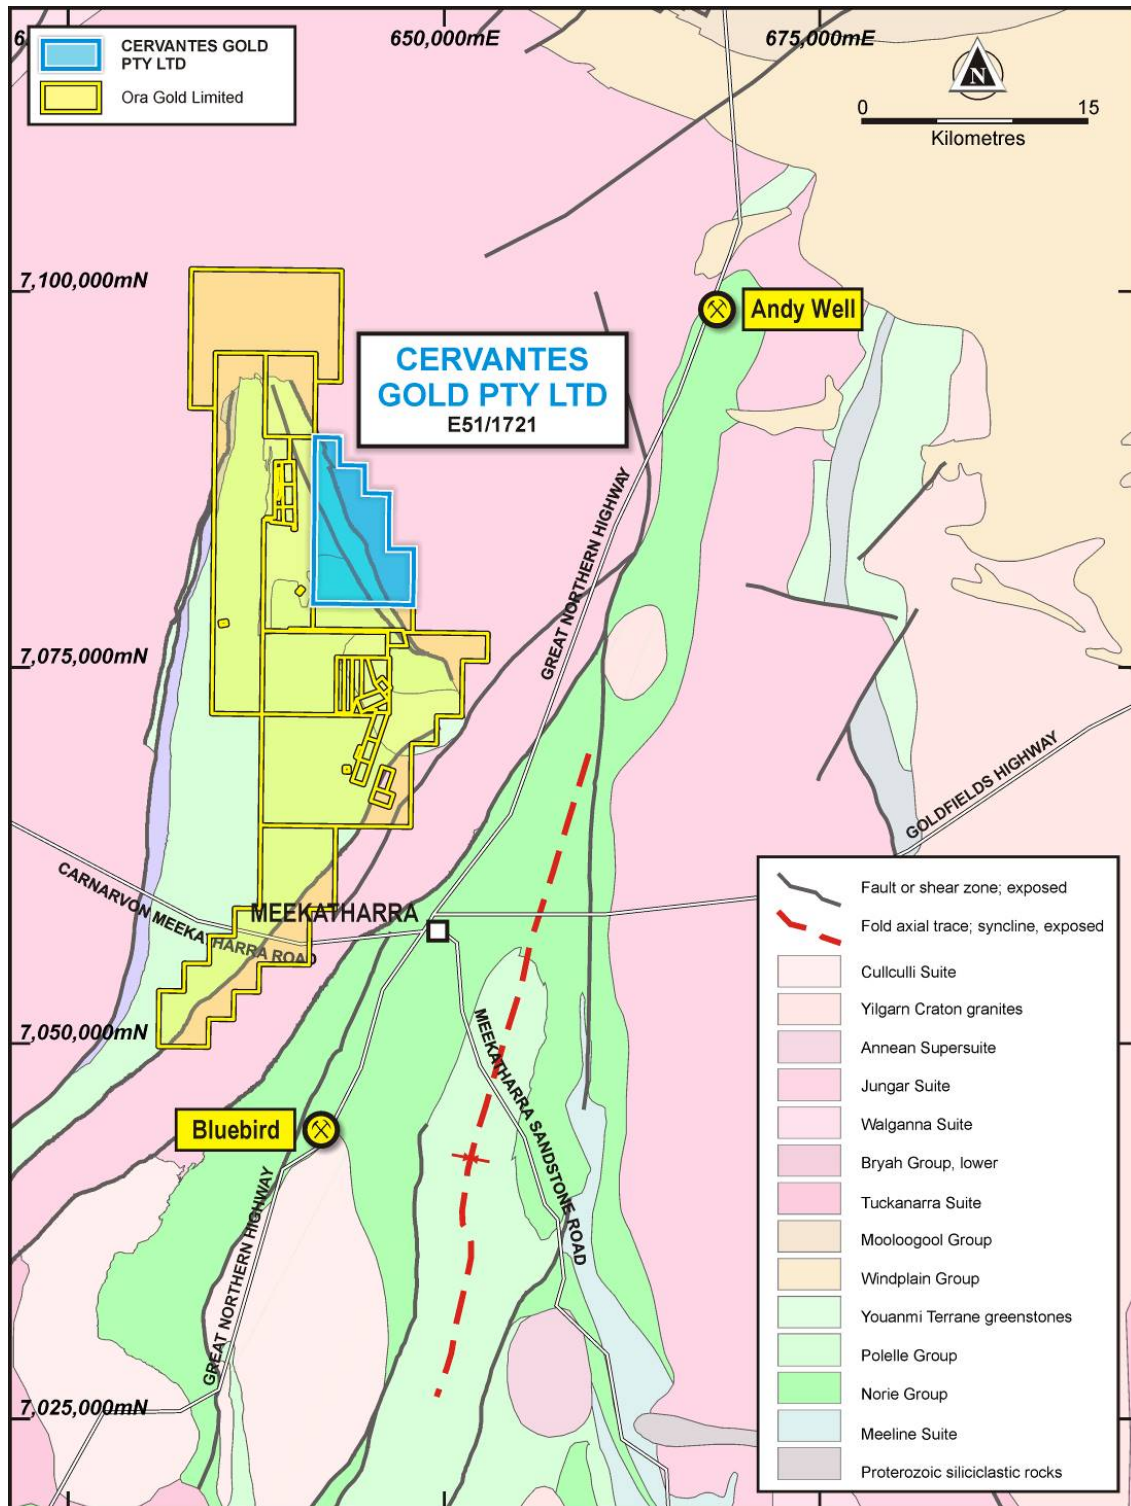 6
650,000mE
675,000mE
CERVANTES GOLD
PTY LTD
Ora Gold Limited
N
0
15
Kilometres
7,100,000mN
Andy Well
CERVANTES
GOLD PTY LTD
E51/1721
GREAT NORTHERN HIGHWAY
7,075,000mN
GOLDFIELDS HIGHWAY
CARNARVON MEEKATHARRA ROAD
MEEKATHARRA
7,050,000mN
MEEKATHARRA SANDSTONE ROAD
Bluebird
GREAT NORTHERN HIGHWAY
7,025,000mN
Fault or shear zone; exposed
Fold axial trace; syncline, exposed
Cullculli Suite
Yilgarn Craton granites
Annean Supersuite
Jungar Suite
Walganna Suite
Bryah Group, lower
Tuckanarra Suite
Mooloogool Group
Windplain Group
Youanmi Terrane greenstones
Polelle Group
Norie Group
Meeline Suite
Proterozoic siliciclastic rocks